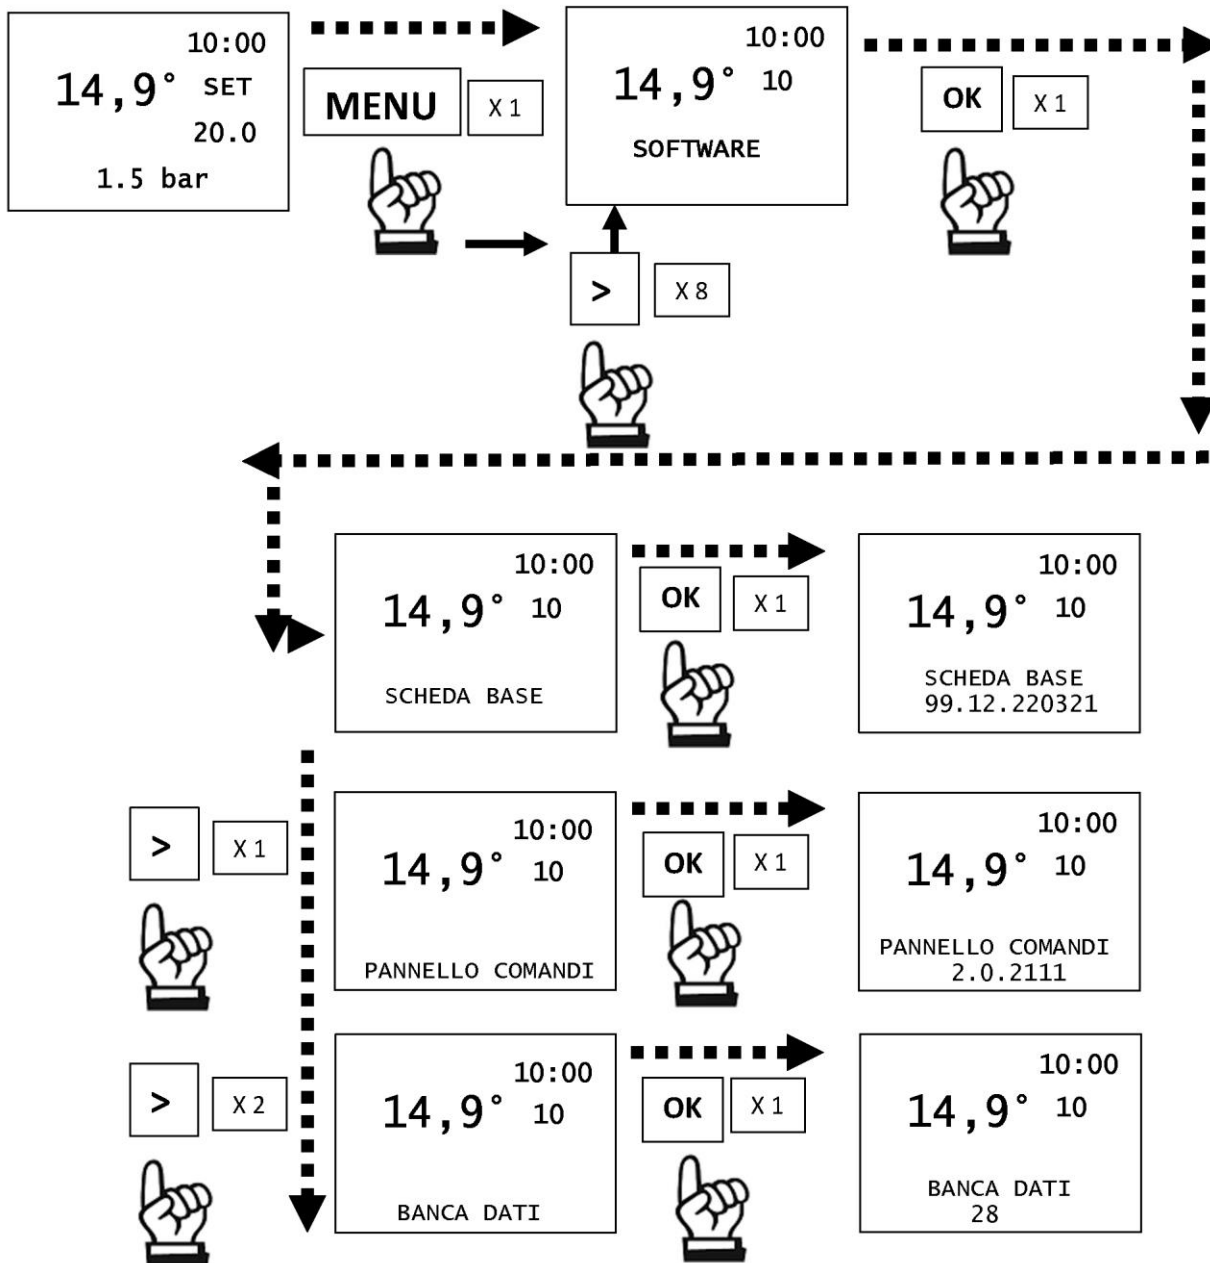 10:00
14,9° SET
20.0
1.5 bar
MENU X 1
10:00
14,9° 10
SOFTWARE
OK X 1
> X 8
10:00
14,9° 10
SCHEDA BASE
OK X 1
10:00
14,9° 10
SCHEDA BASE
99.12.220321
> X 1
10:00
14,9° 10
PANNELLO COMANDI
OK X 1
10:00
14,9° 10
PANNELLO COMANDI
2.0.2111
> X 2
10:00
14,9° 10
BANCA DATI
OK X 1
10:00
14,9° 10
BANCA DATI
28